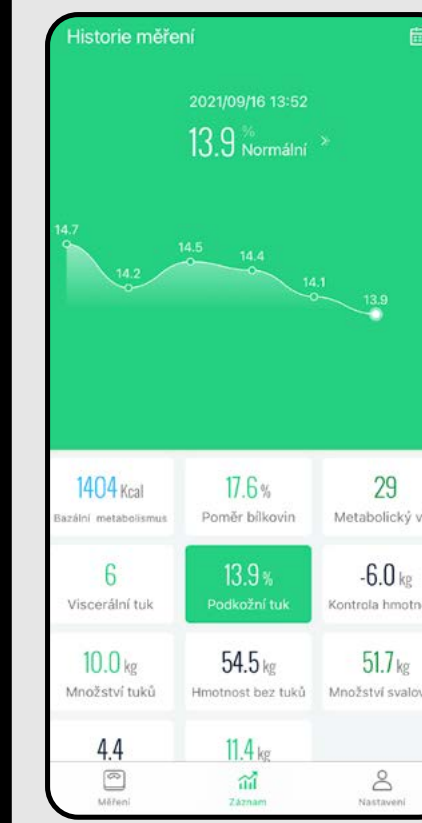 Historie měření
2021/09/16 13:52
13.9 % Normální >
14.7
14.2
14.5
14.4
14.1
13.9
1404 Kcal
Bazální metabolismus
17.6 %
Poměr bílkovin
29
Metabolický v
6
Viscerální tuk
13.9 %
Podkožní tuk
-6.0 kg
Kontrola hmotn
10.0 kg
Množství tuků
54.5 kg
Hmotnost bez tuků
51.7 kg
Množství svalov
4.4
11.4 kg
Měření
Záznam
Nastavení